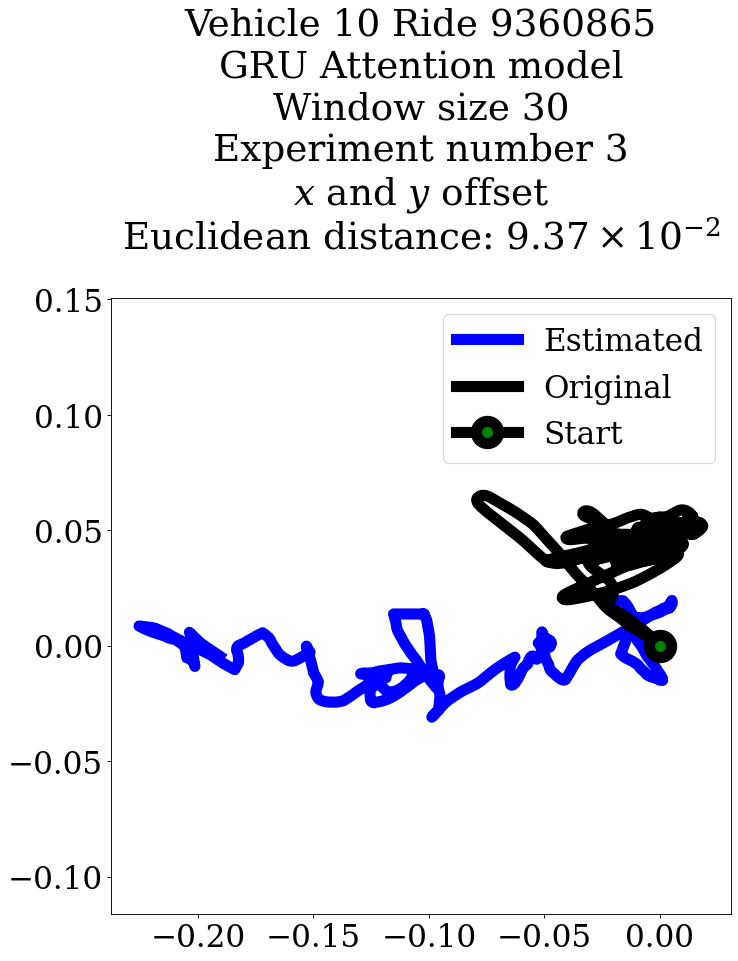 Vehicle 10 Ride 9360865
GRU Attention model
Window size 30
Experiment number 3
x and y offset
Euclidean distance: 9.37 × 10⁻²
0.15
Estimated
Original
Start
0.10
0.05
0.00
−0.05
−0.10
−0.20 −0.15 −0.10 −0.05 0.00